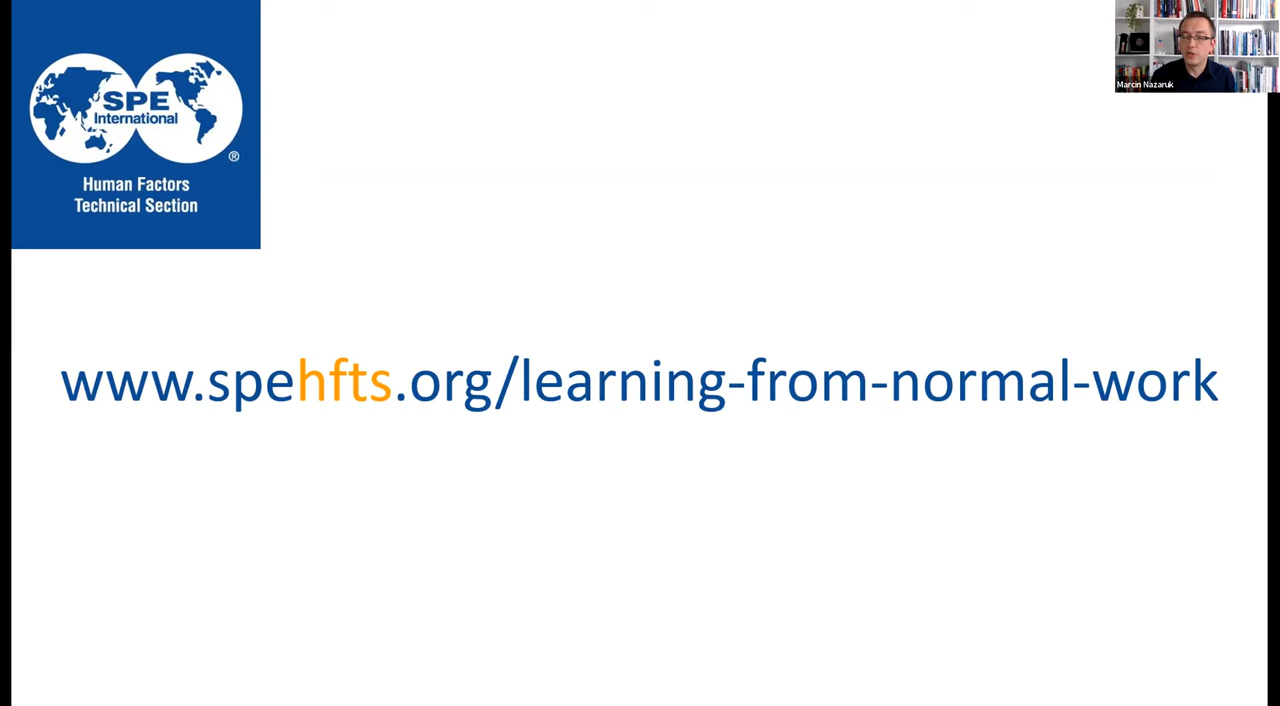 SPE
International
®
Human Factors
Technical Section
Marcin Nazaruk
www.spehfts.org/learning-from-normal-work